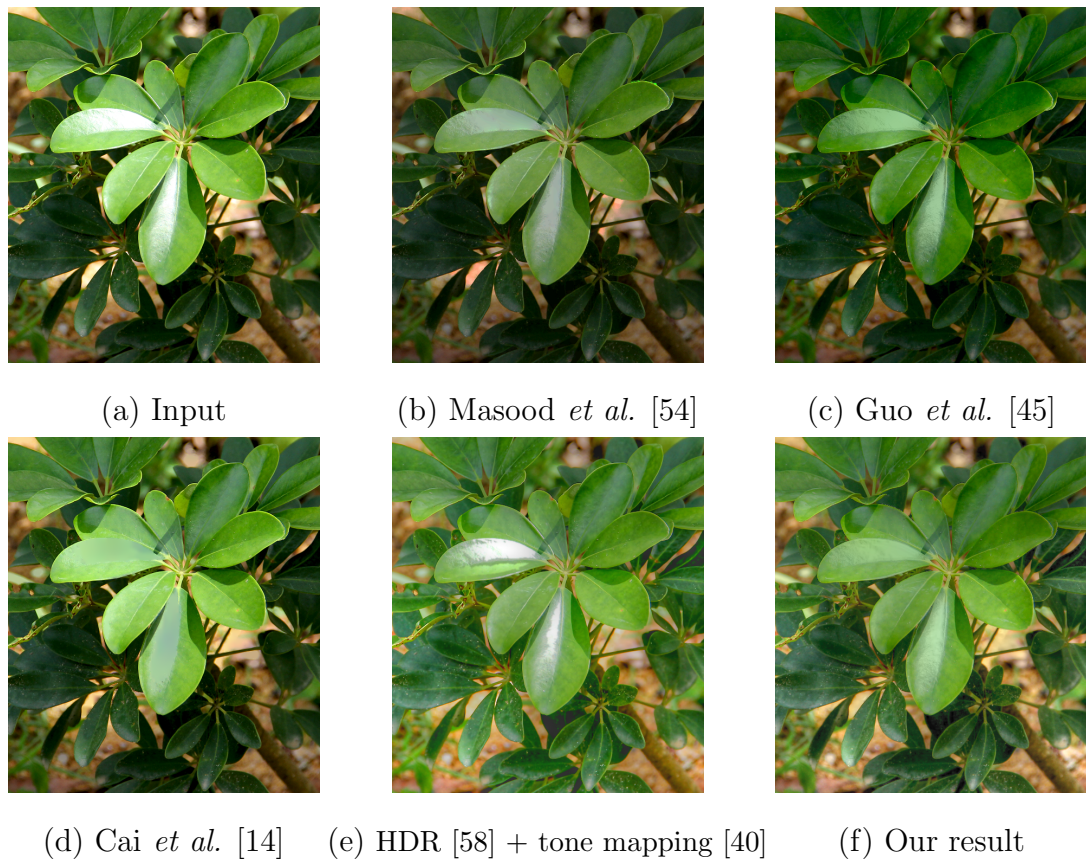 (a) Input
(b) Masood et al. [54]
(c) Guo et al. [45]
(d) Cai et al. [14]
(e) HDR [58] + tone mapping [40]
(f) Our result